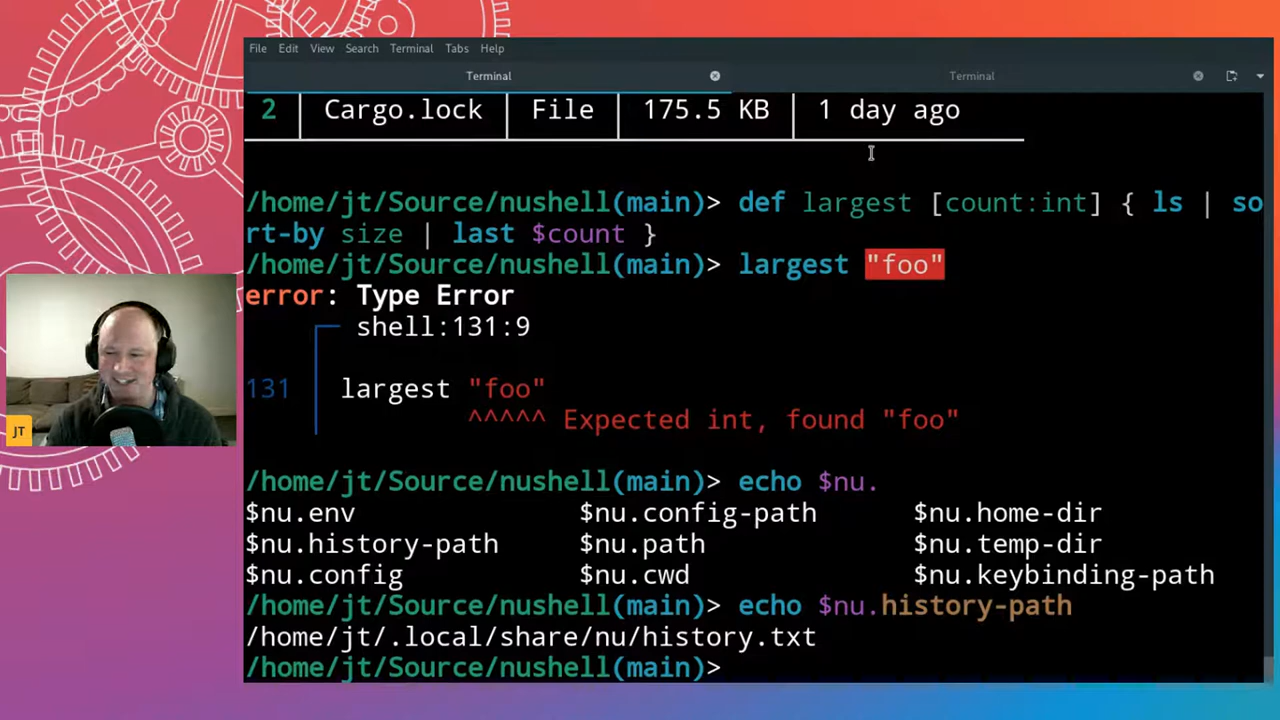 File Edit View Search Terminal Tabs Help
Terminal Terminal
2 Cargo.lock File 175.5 KB 1 day ago
/home/jt/Source/nushell(main)> def largest [count:int] { ls | so
rt-by size | last $count }
/home/jt/Source/nushell(main)> largest "foo"
error: Type Error
shell:131:9
131 largest "foo"
^^^^^ Expected int, found "foo"
/home/jt/Source/nushell(main)> echo $nu.
$nu.env $nu.config-path $nu.home-dir
$nu.history-path $nu.path $nu.temp-dir
$nu.config $nu.cwd $nu.keybinding-path
/home/jt/Source/nushell(main)> echo $nu.history-path
/home/jt/.local/share/nu/history.txt
/home/jt/Source/nushell(main)>
JT